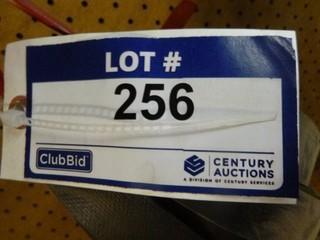 LOT #
256
ClubBid
CENTURY
AUCTIONS
A DIVISION OF CENTURY SERVICES